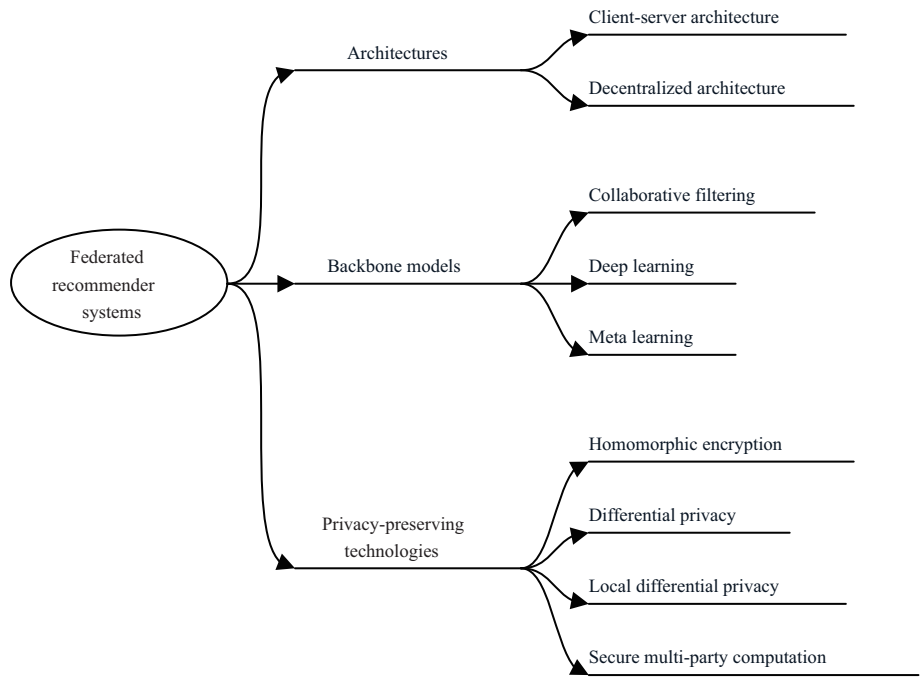 Federated
recommender
systems
Architectures
Client-server architecture
Decentralized architecture
Backbone models
Collaborative filtering
Deep learning
Meta learning
Privacy-preserving
technologies
Homomorphic encryption
Differential privacy
Local differential privacy
Secure multi-party computation